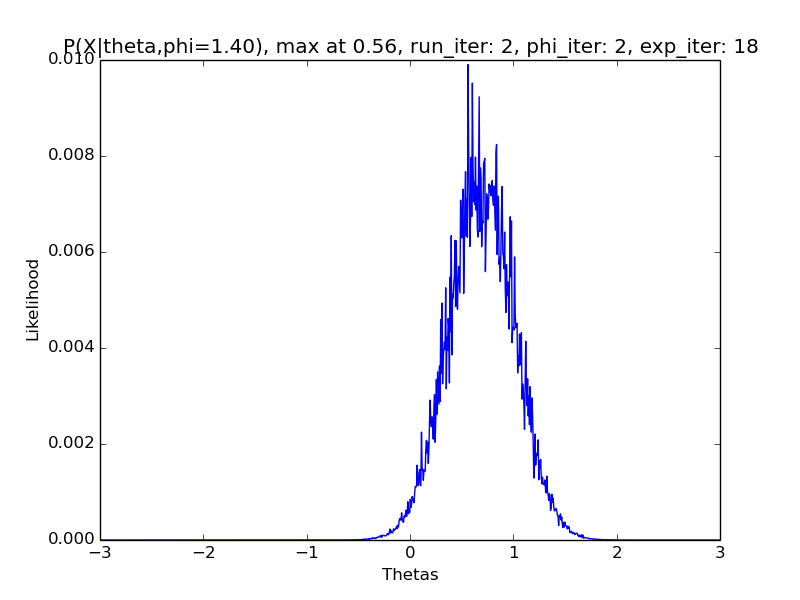 P(X|theta,phi=1.40), max at 0.56, run_iter: 2, phi_iter: 2, exp_iter: 18
0.010
0.008
0.006
0.004
0.002
0.000
Likelihood
−3 −2 −1 0 1 2 3
Thetas